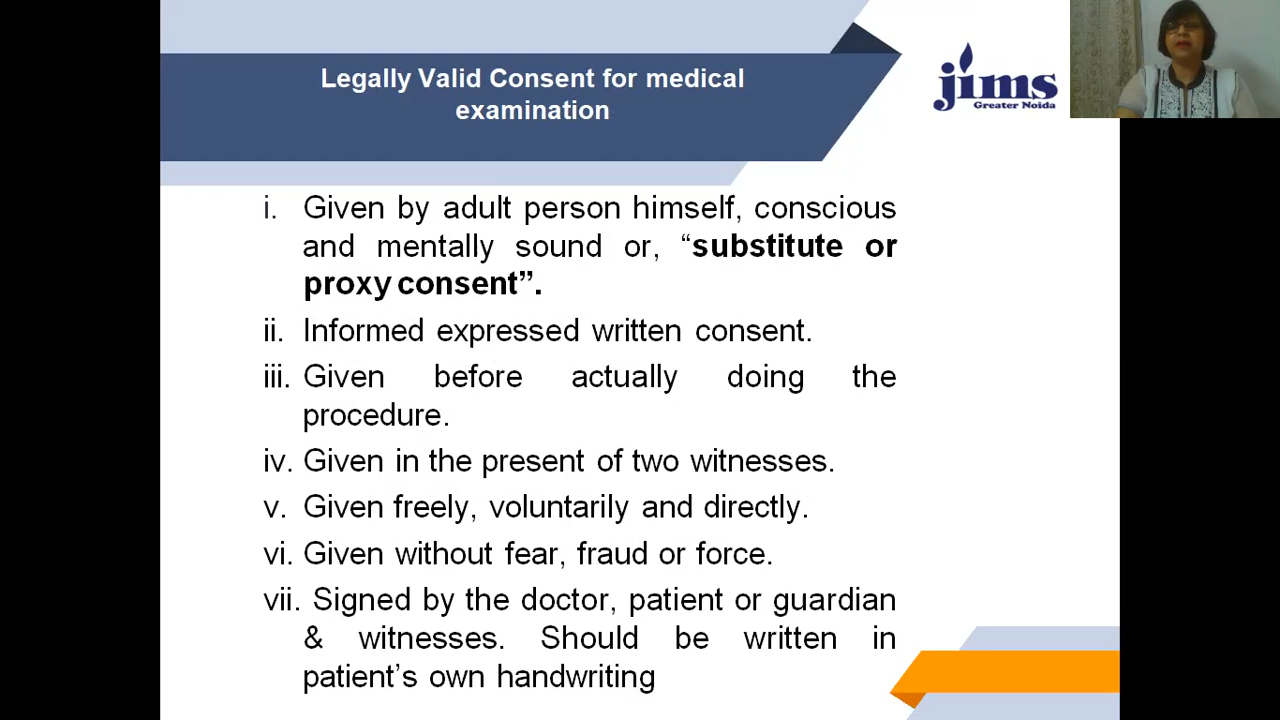 Legally Valid Consent for medical
examination
jims
Greater Noida
i. Given by adult person himself, conscious
and mentally sound or, “substitute or
proxy consent”.
ii. Informed expressed written consent.
iii. Given before actually doing the
procedure.
iv. Given in the present of two witnesses.
v. Given freely, voluntarily and directly.
vi. Given without fear, fraud or force.
vii. Signed by the doctor, patient or guardian
& witnesses. Should be written in
patient’s own handwriting